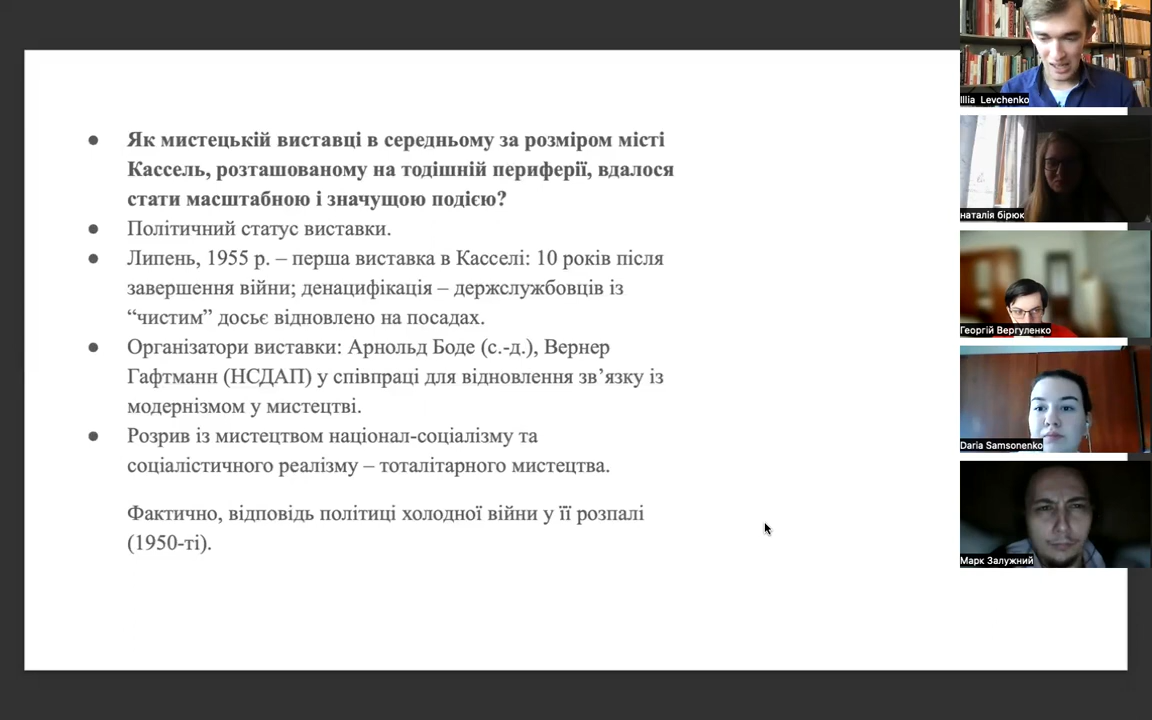 ● Як мистецькій виставці в середньому за розміром місті
Кассель, розташованому на тодішній периферії, вдалося
стати масштабною і значущою подією?
● Політичний статус виставки.
● Липень, 1955 р. – перша виставка в Касселі: 10 років після
завершення війни; денацифікація – держслужбовців із
“чистим” досьє відновлено на посадах.
● Організатори виставки: Арнольд Боде (с.-д.), Вернер
Гафтманн (НСДАП) у співпраці для відновлення зв’язку із
модернізмом у мистецтві.
● Розрив із мистецтвом націонал-соціалізму та
соціалістичного реалізму – тоталітарного мистецтва.
Фактично, відповідь політиці холодної війни у її розпалі
(1950-ті).
Illia Levchenko
наталія бірюк
Георгій Вергуленко
Daria Samsonenko
Марк Залужний